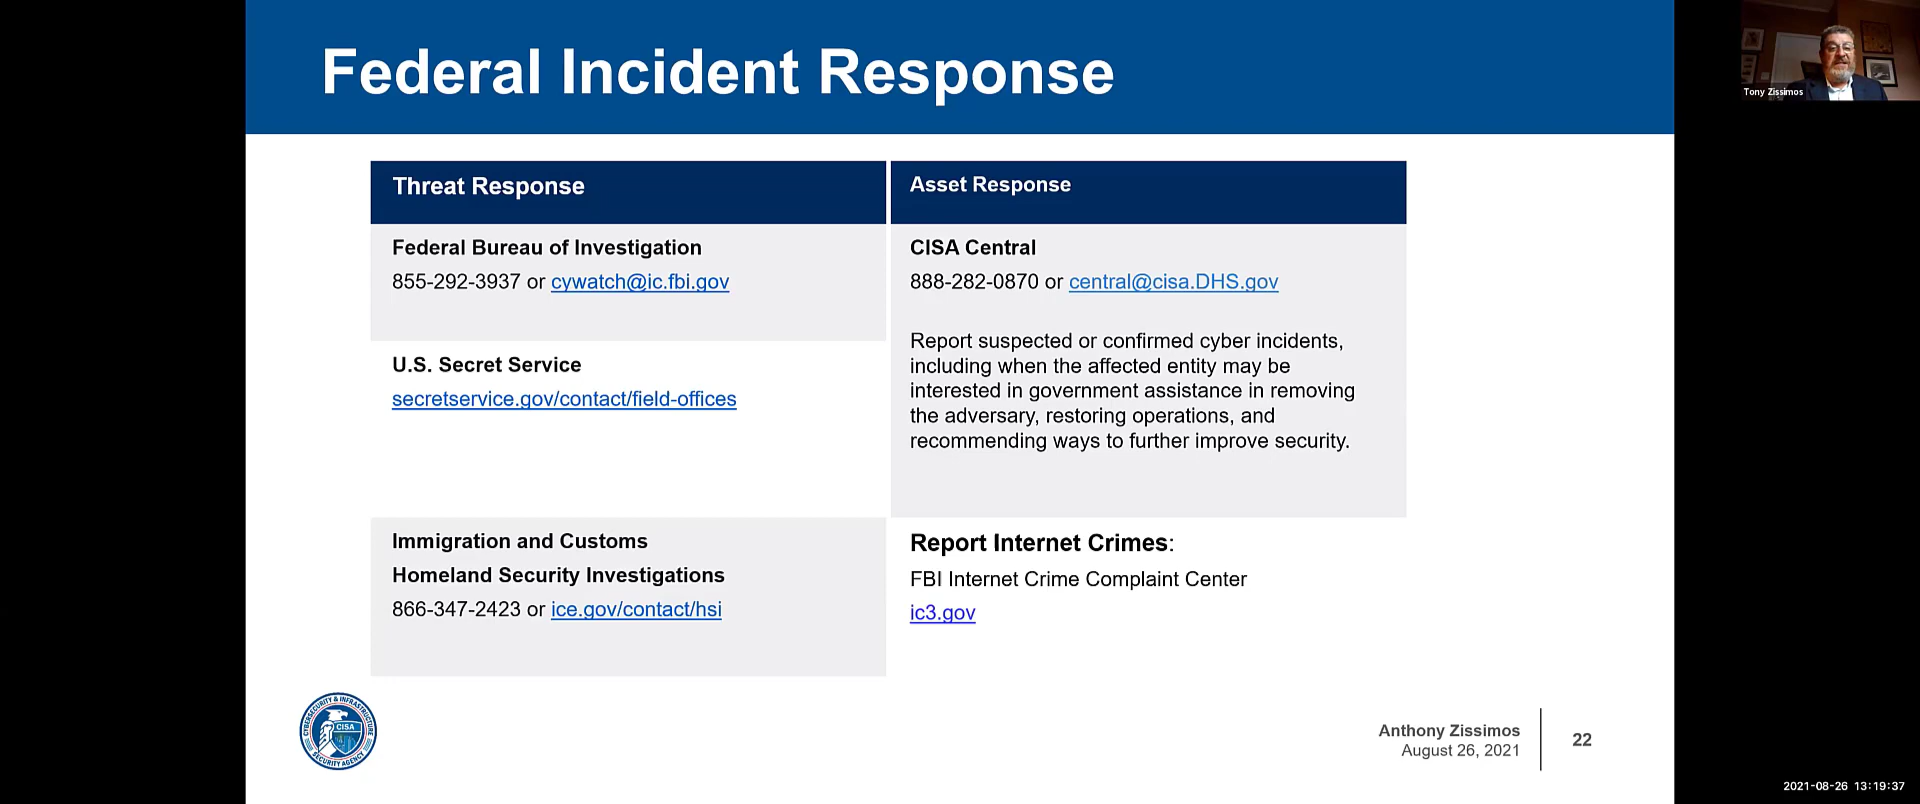 Federal Incident Response
Tony Zissimos
Threat Response
Asset Response
Federal Bureau of Investigation
855-292-3937 or cywatch@ic.fbi.gov
U.S. Secret Service
secretservice.gov/contact/field-offices
Immigration and Customs
Homeland Security Investigations
866-347-2423 or ice.gov/contact/hsi
CISA Central
888-282-0870 or central@cisa.DHS.gov
Report suspected or confirmed cyber incidents,
including when the affected entity may be
interested in government assistance in removing
the adversary, restoring operations, and
recommending ways to further improve security.
Report Internet Crimes:
FBI Internet Crime Complaint Center
ic3.gov
CYBERSECURITY & INFRASTRUCTURE
CISA
SECURITY AGENCY
Anthony Zissimos
August 26, 2021
22
2021-08-26 13:19:37